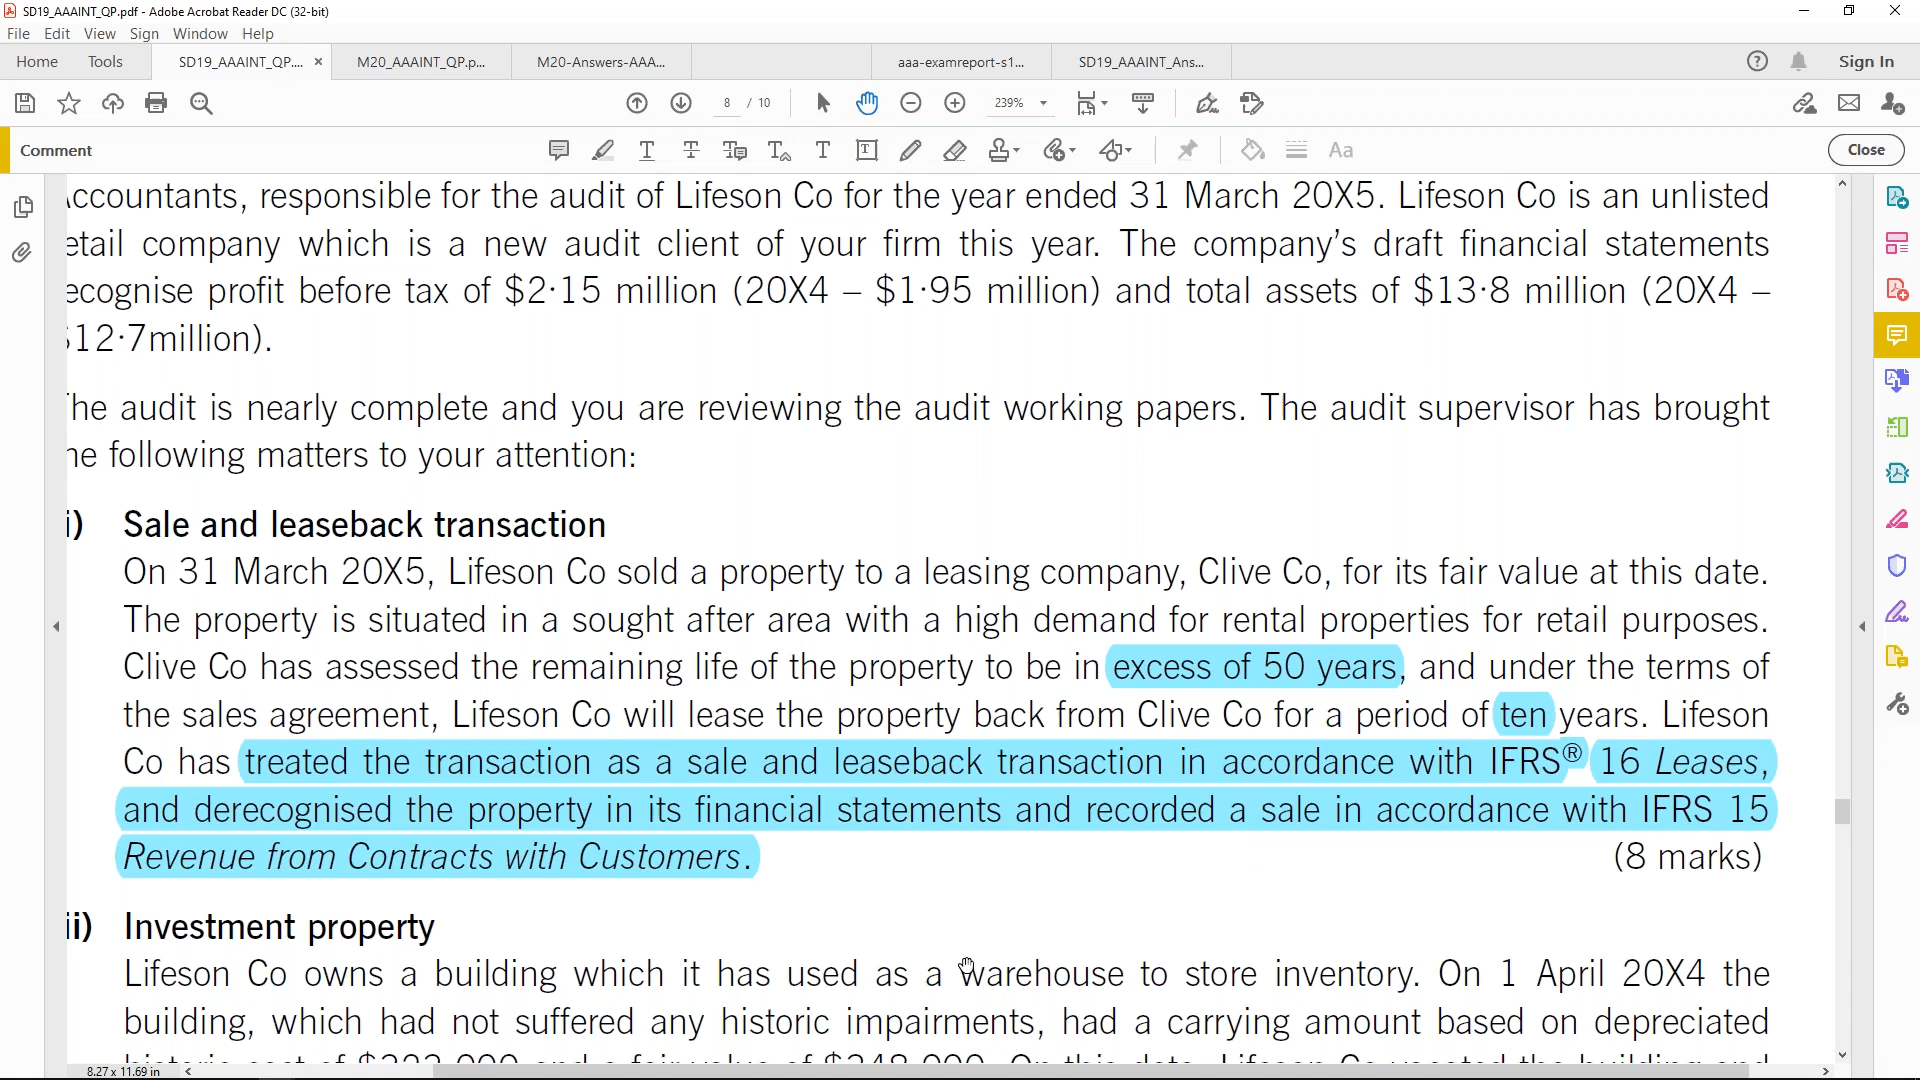 SD19_AAAINT_QP.pdf - Adobe Acrobat Reader DC (32-bit)
File Edit View Sign Window Help
Home Tools SD19_AAAINT_QP.... × M20_AAAINT_QP.p... M20-Answers-AAA... aaa-examreport-s1... SD19_AAAINT_Ans... Sign In
8 / 10 239%
Comment Close
ccountants, responsible for the audit of Lifeson Co for the year ended 31 March 20X5. Lifeson Co is an unlisted
etail company which is a new audit client of your firm this year. The company's draft financial statements
ecognise profit before tax of $2·15 million (20X4 – $1·95 million) and total assets of $13·8 million (20X4 –
$12·7million).
he audit is nearly complete and you are reviewing the audit working papers. The audit supervisor has brought
he following matters to your attention:
i) Sale and leaseback transaction
On 31 March 20X5, Lifeson Co sold a property to a leasing company, Clive Co, for its fair value at this date.
The property is situated in a sought after area with a high demand for rental properties for retail purposes.
Clive Co has assessed the remaining life of the property to be in excess of 50 years, and under the terms of
the sales agreement, Lifeson Co will lease the property back from Clive Co for a period of ten years. Lifeson
Co has treated the transaction as a sale and leaseback transaction in accordance with IFRS® 16 Leases,
and derecognised the property in its financial statements and recorded a sale in accordance with IFRS 15
Revenue from Contracts with Customers. (8 marks)
ii) Investment property
Lifeson Co owns a building which it has used as a warehouse to store inventory. On 1 April 20X4 the
building, which had not suffered any historic impairments, had a carrying amount based on depreciated
8.27 x 11.69 in